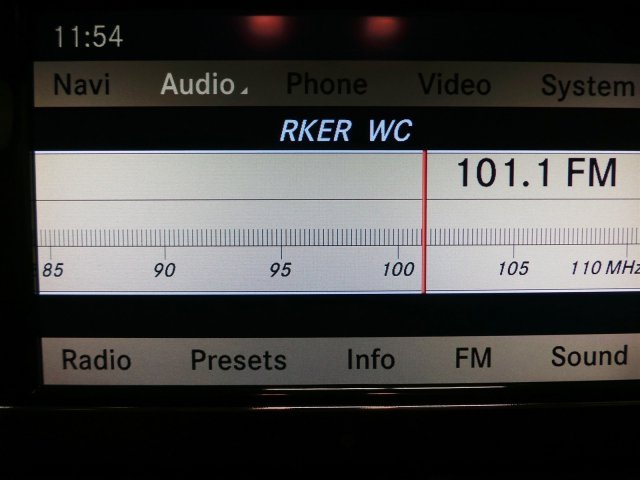 11:54
Navi Audio Phone Video System
RKER WC
101.1 FM
85 90 95 100 105 110 MHz
Radio Presets Info FM Sound